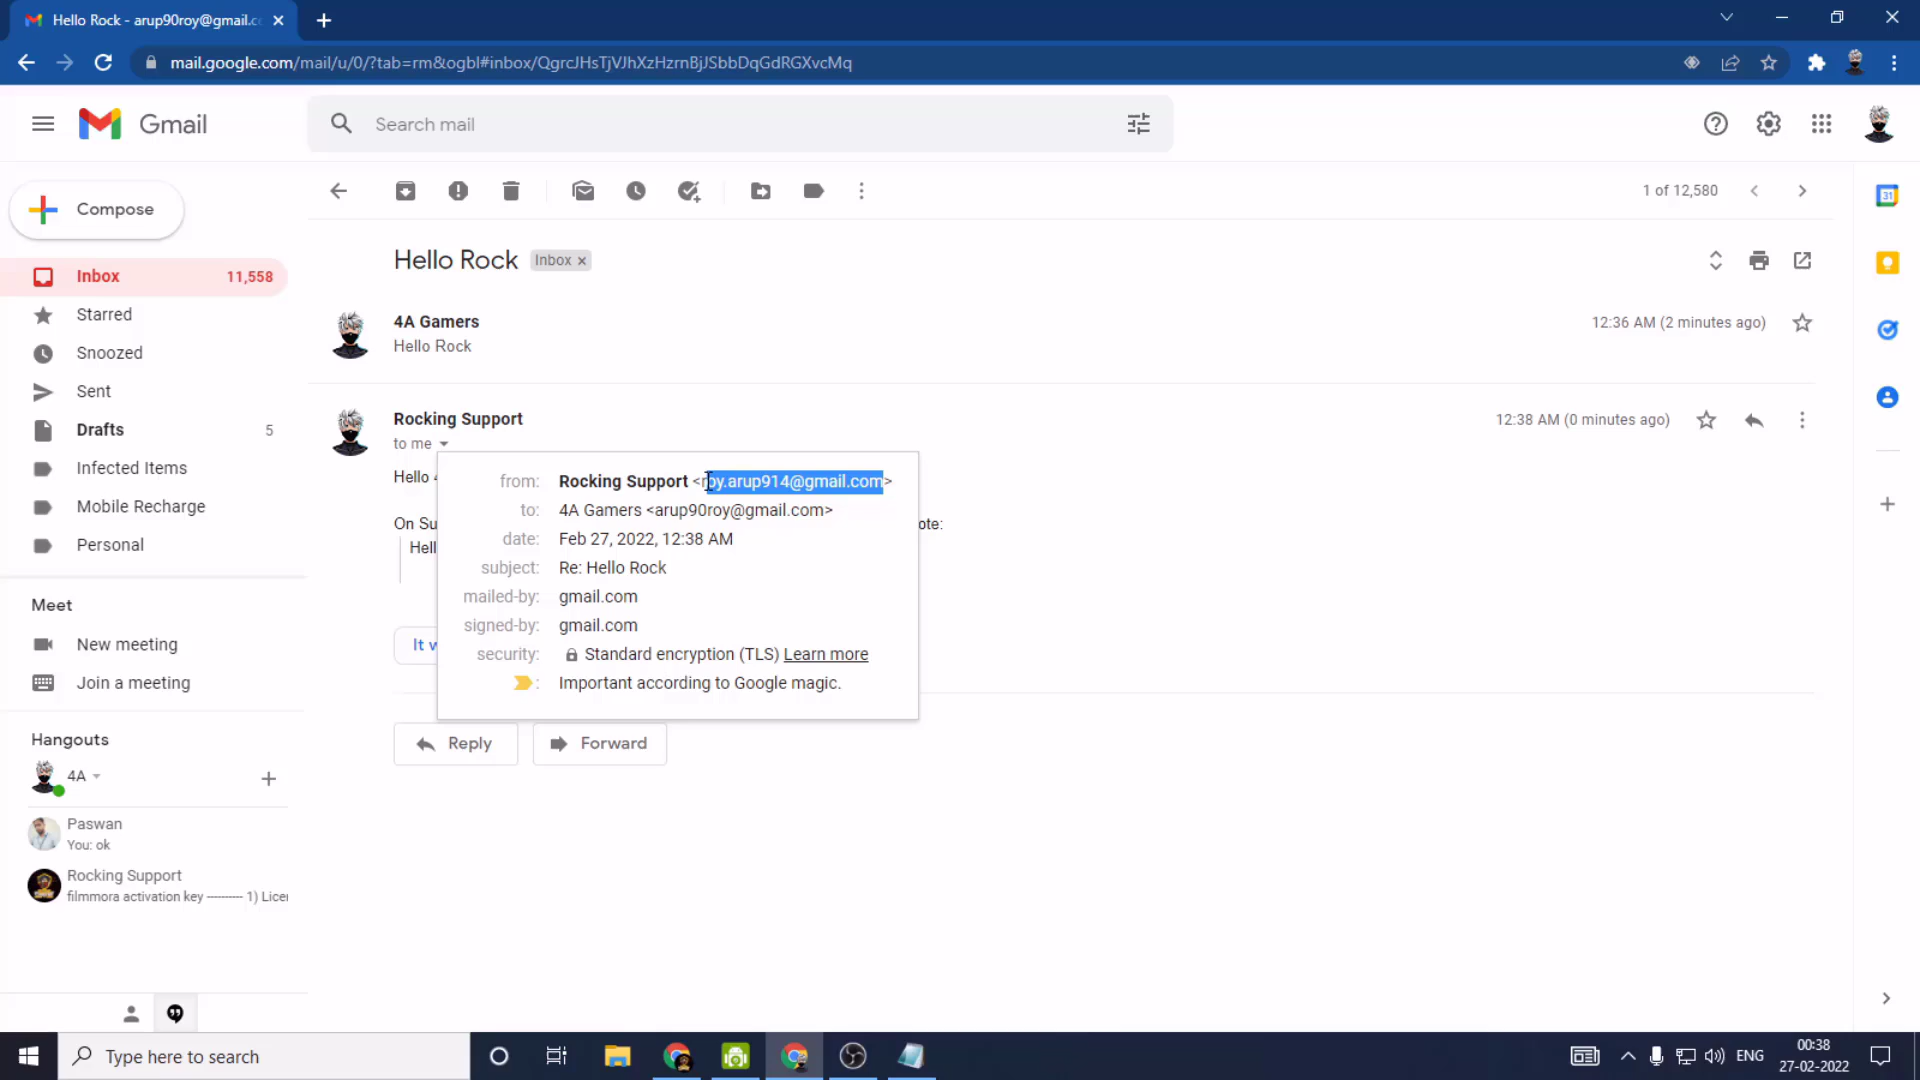 Hello Rock - arup90roy@gmail.c
mail.google.com/mail/u/0/?tab=rm&ogbl#inbox/QgrcJHsTjVJhXzHzrnBjJSbbDqGdRGXvcMq
Gmail
Search mail
Compose
1 of 12,580
Inbox 11,558
Starred
Snoozed
Sent
Drafts 5
Infected Items
Mobile Recharge
Personal
Meet
New meeting
Join a meeting
Hangouts
4A
Paswan
You: ok
Rocking Support
filmmora activation key ---------- 1) Licer
Hello Rock Inbox x
4A Gamers 12:36 AM (2 minutes ago)
Hello Rock
Rocking Support 12:38 AM (0 minutes ago)
to me
Hello
On Su ote:
Hell
from: Rocking Support <roy.arup914@gmail.com>
to: 4A Gamers <arup90roy@gmail.com>
date: Feb 27, 2022, 12:38 AM
subject: Re: Hello Rock
mailed-by: gmail.com
signed-by: gmail.com
security: Standard encryption (TLS) Learn more
: Important according to Google magic.
It w
Reply Forward
31
Type here to search
ENG
00:38
27-02-2022